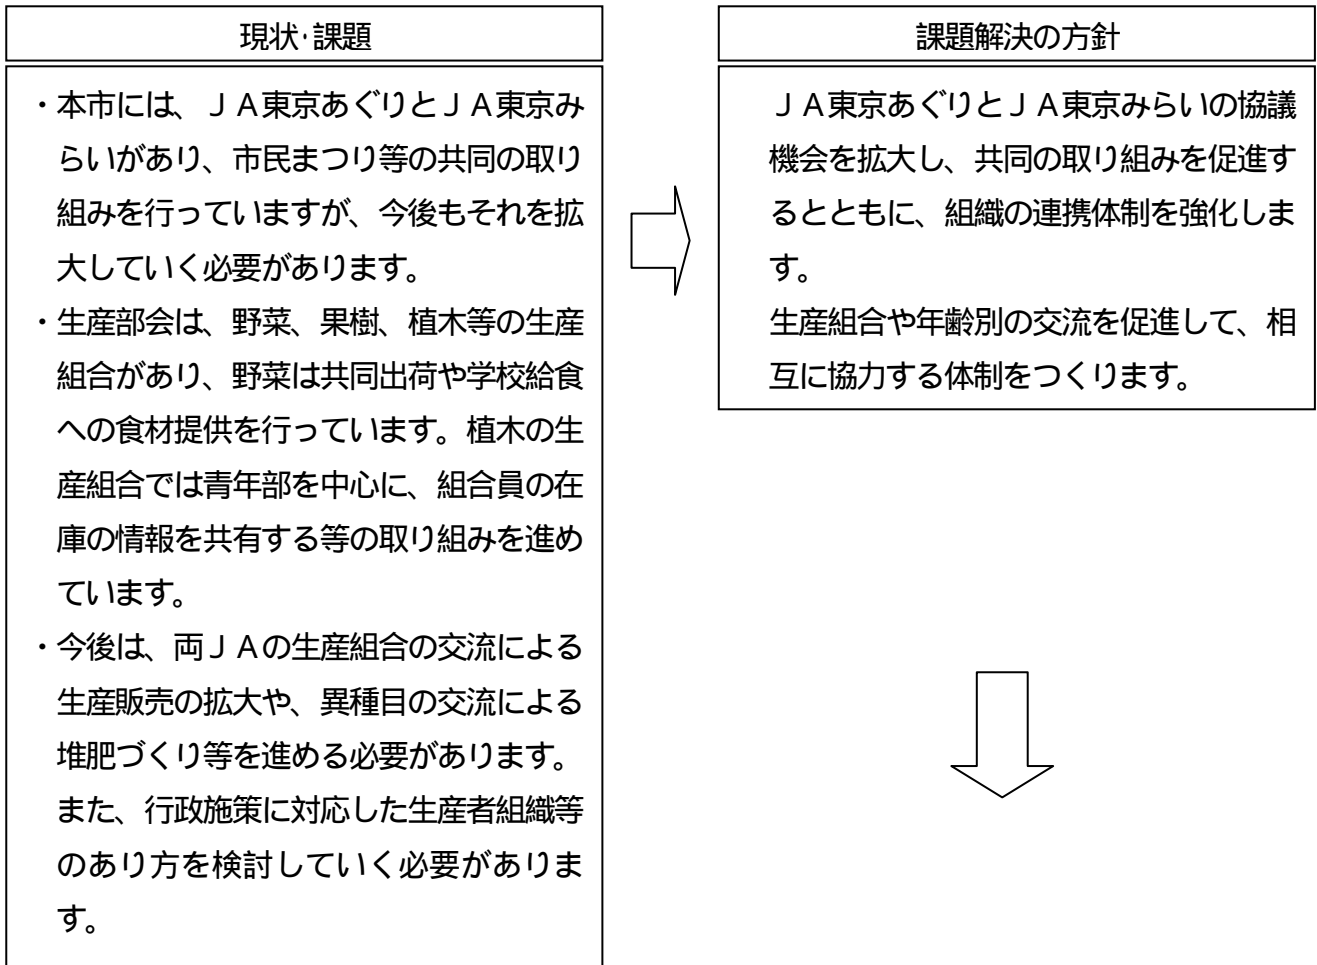 現状・課題
・本市には、ＪＡ東京あぐりとＪＡ東京み
らいがあり、市民まつり等の共同の取り
組みを行っていますが、今後もそれを拡
大していく必要があります。
・生産部会は、野菜、果樹、植木等の生産
組合があり、野菜は共同出荷や学校給食
への食材提供を行っています。植木の生
産組合では青年部を中心に、組合員の在
庫の情報を共有する等の取り組みを進め
ています。
・今後は、両ＪＡの生産組合の交流による
生産販売の拡大や、異種目の交流による
堆肥づくり等を進める必要があります。
また、行政施策に対応した生産者組織等
のあり方を検討していく必要がありま
す。
課題解決の方針
ＪＡ東京あぐりとＪＡ東京みらいの協議
機会を拡大し、共同の取り組みを促進す
るとともに、組織の連携体制を強化しま
す。
生産組合や年齢別の交流を促進して、相
互に協力する体制をつくります。